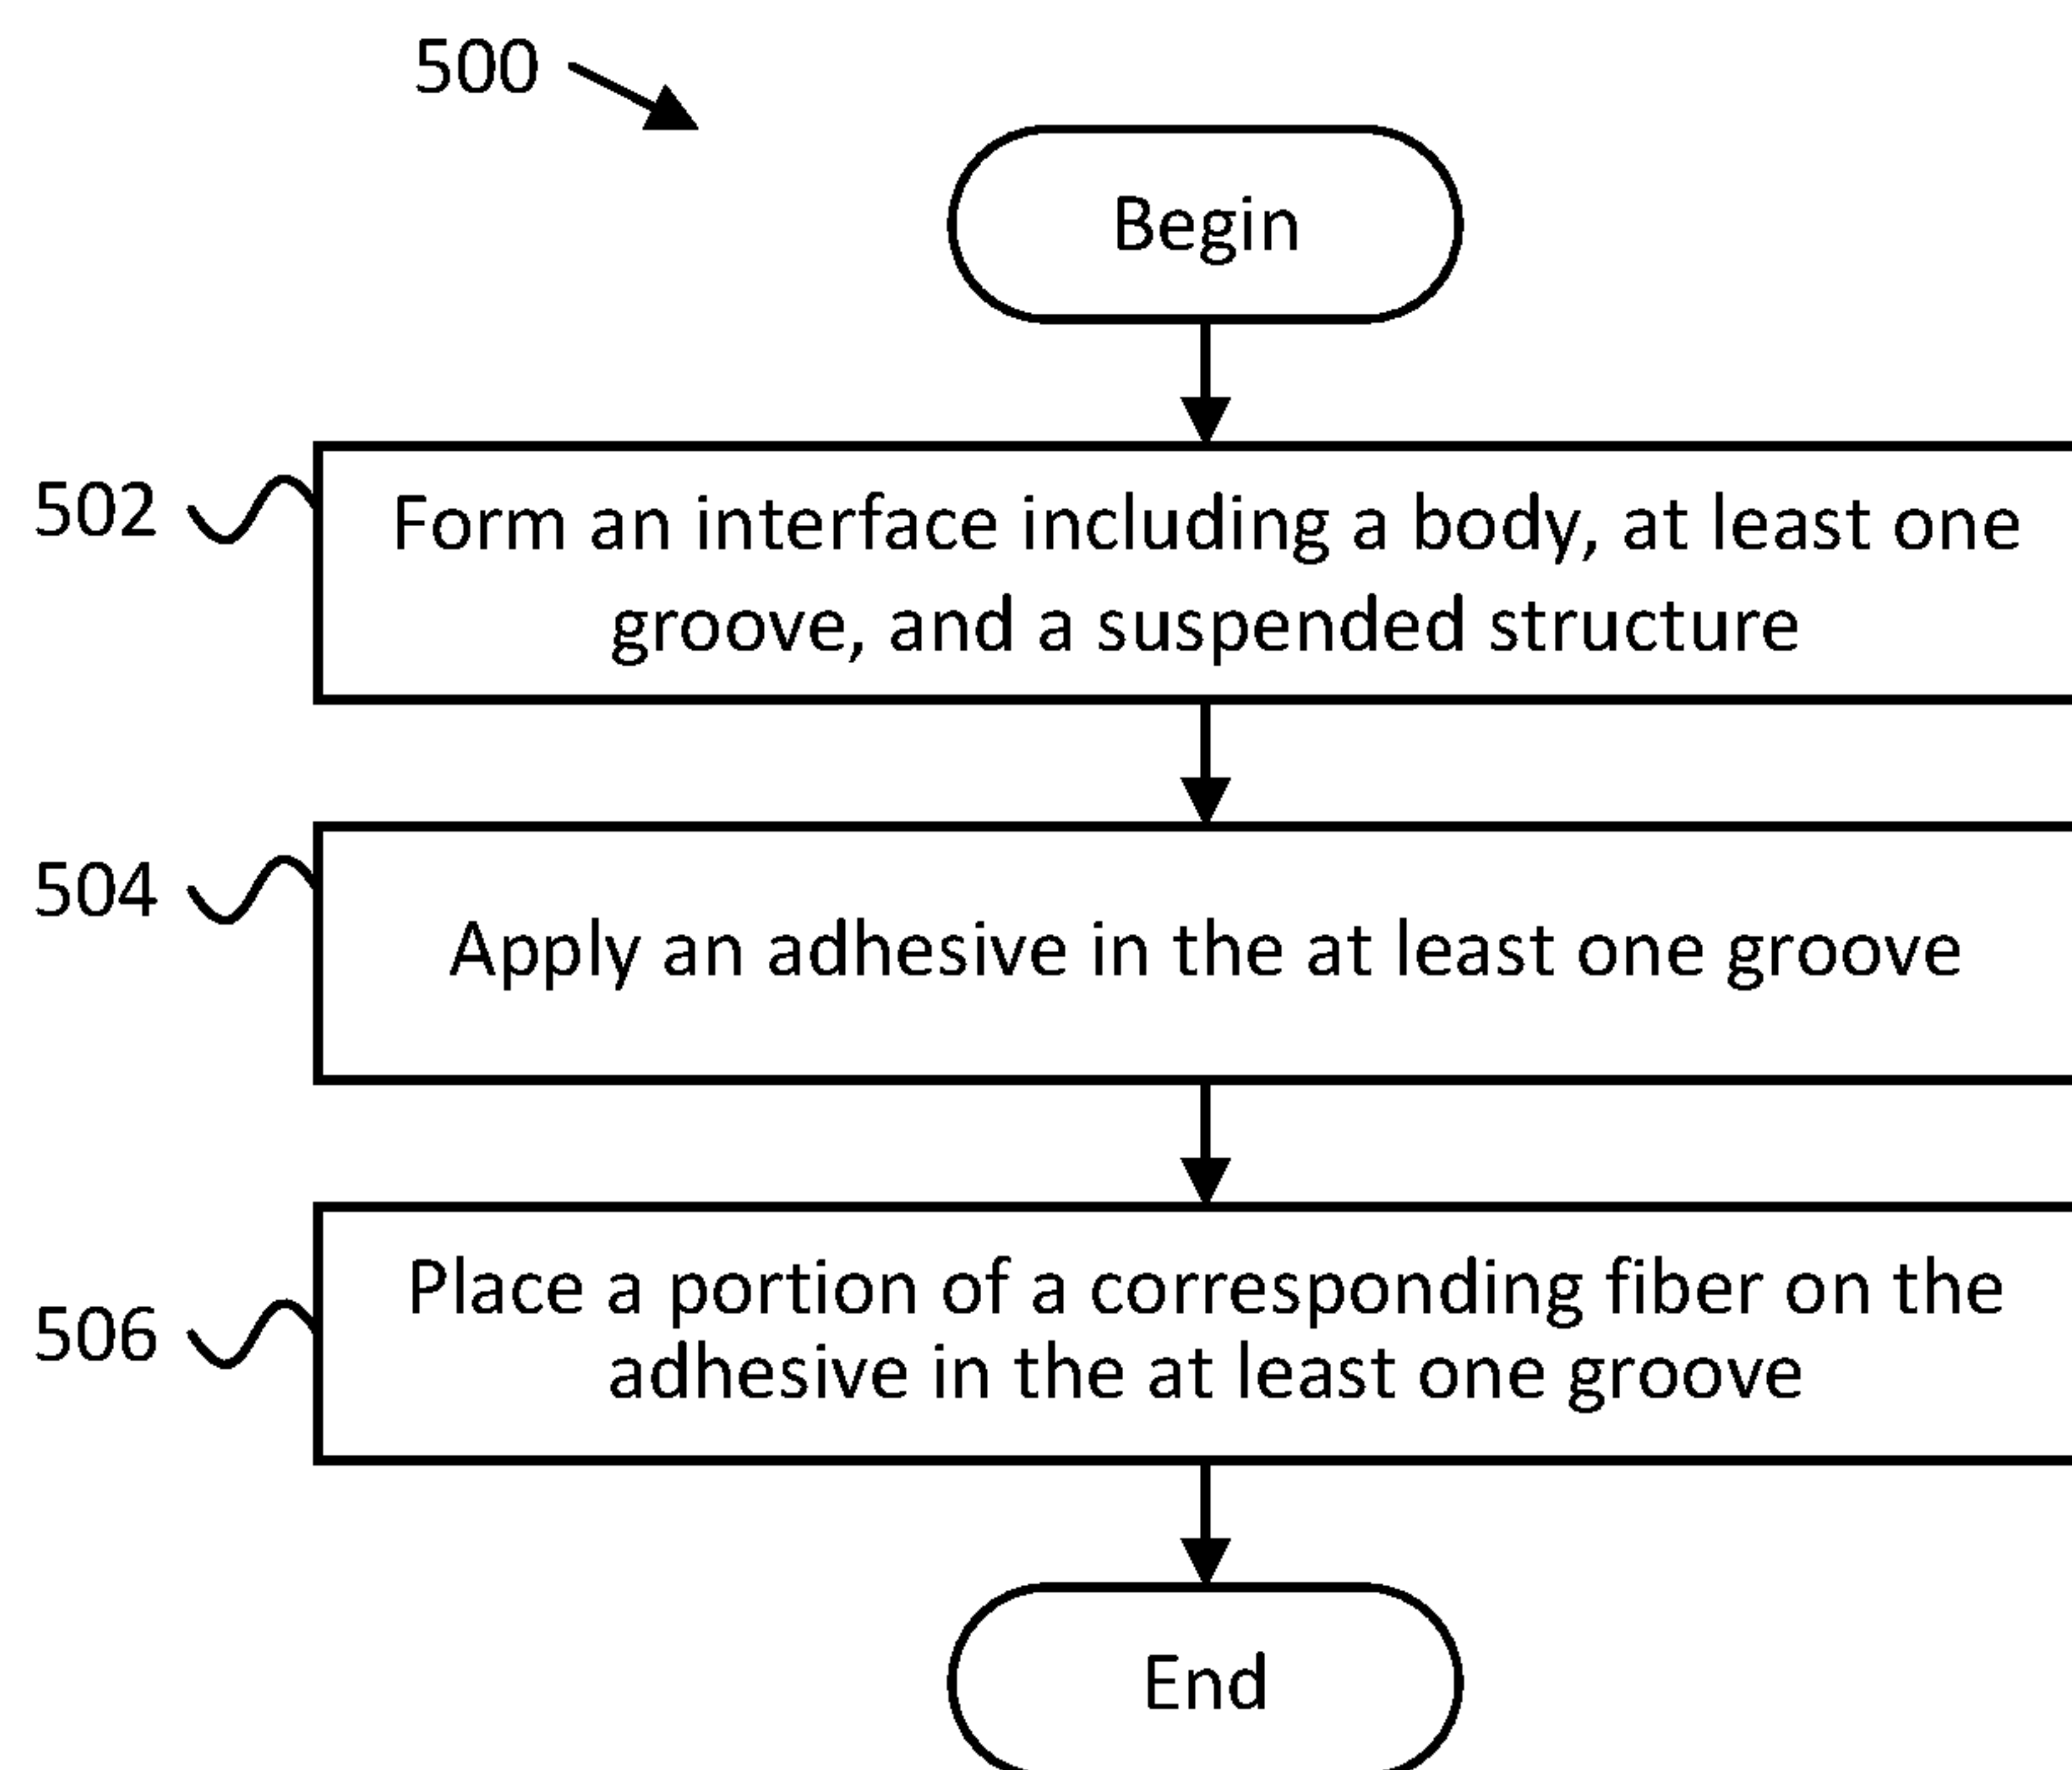 500
Begin
502
Form an interface including a body, at least one
groove, and a suspended structure
504
Apply an adhesive in the at least one groove
506
Place a portion of a corresponding fiber on the
adhesive in the at least one groove
End